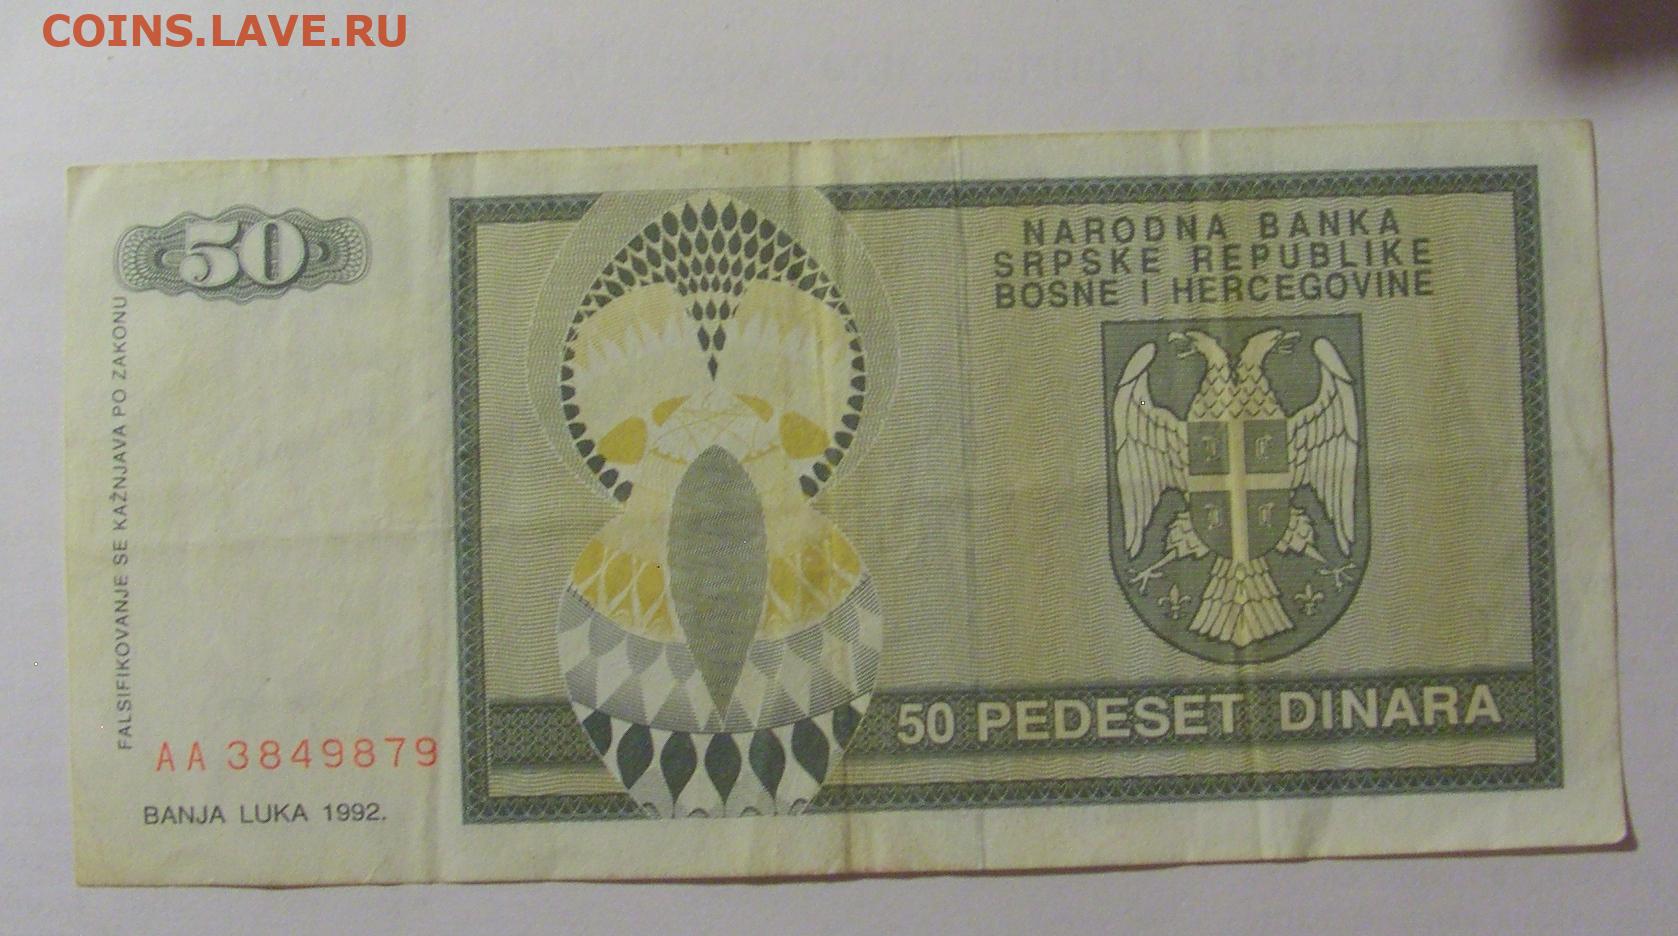 COINS.LAVE.RU
50
NARODNA BANKA
SRPSKE REPUBLIKE
BOSNE I HERCEGOVINE
FALSIFIKOVANJE SE KAŽNJAVA PO ZAKONU
50 PEDESET DINARA
AA 3849879
BANJA LUKA 1992.